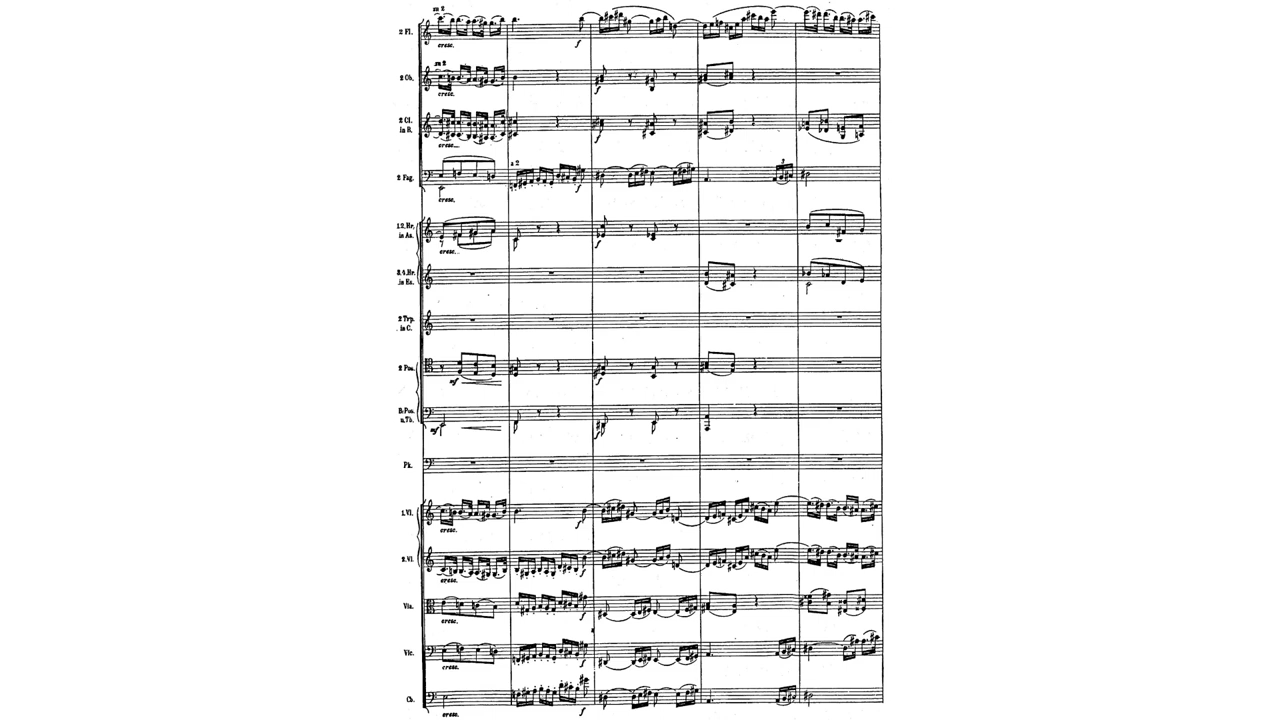 zu 2
2 Fl.
cresc.
f
zu 2
2 Ob.
cresc.
f
2 Cl.
in B.
cresc.
f
2 Fag.
a 2
cresc.
f
3
1.2. Hr.
in As.
cresc.
f
3.4. Hr.
in Es.
2 Trp.
in C.
2 Pos.
mf
f
B. Pos.
u. Tb.
mf
f
Pk.
1. Vl.
cresc.
f
2. Vl.
cresc.
f
Vla.
cresc.
f
Vlc.
cresc.
f
Cb.
cresc.
f